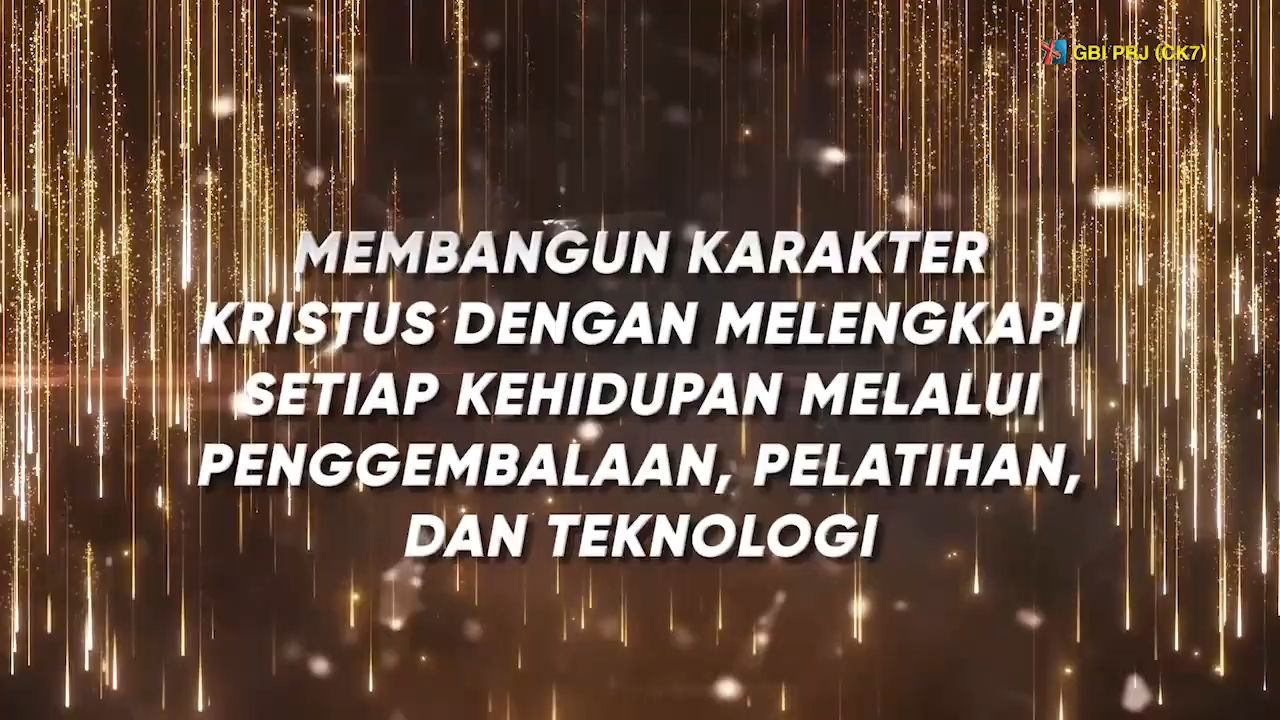 GBI PRJ (CK7)
MEMBANGUN KARAKTER
KRISTUS DENGAN MELENGKAPI
SETIAP KEHIDUPAN MELALUI
PENGGEMBALAAN, PELATIHAN,
DAN TEKNOLOGI